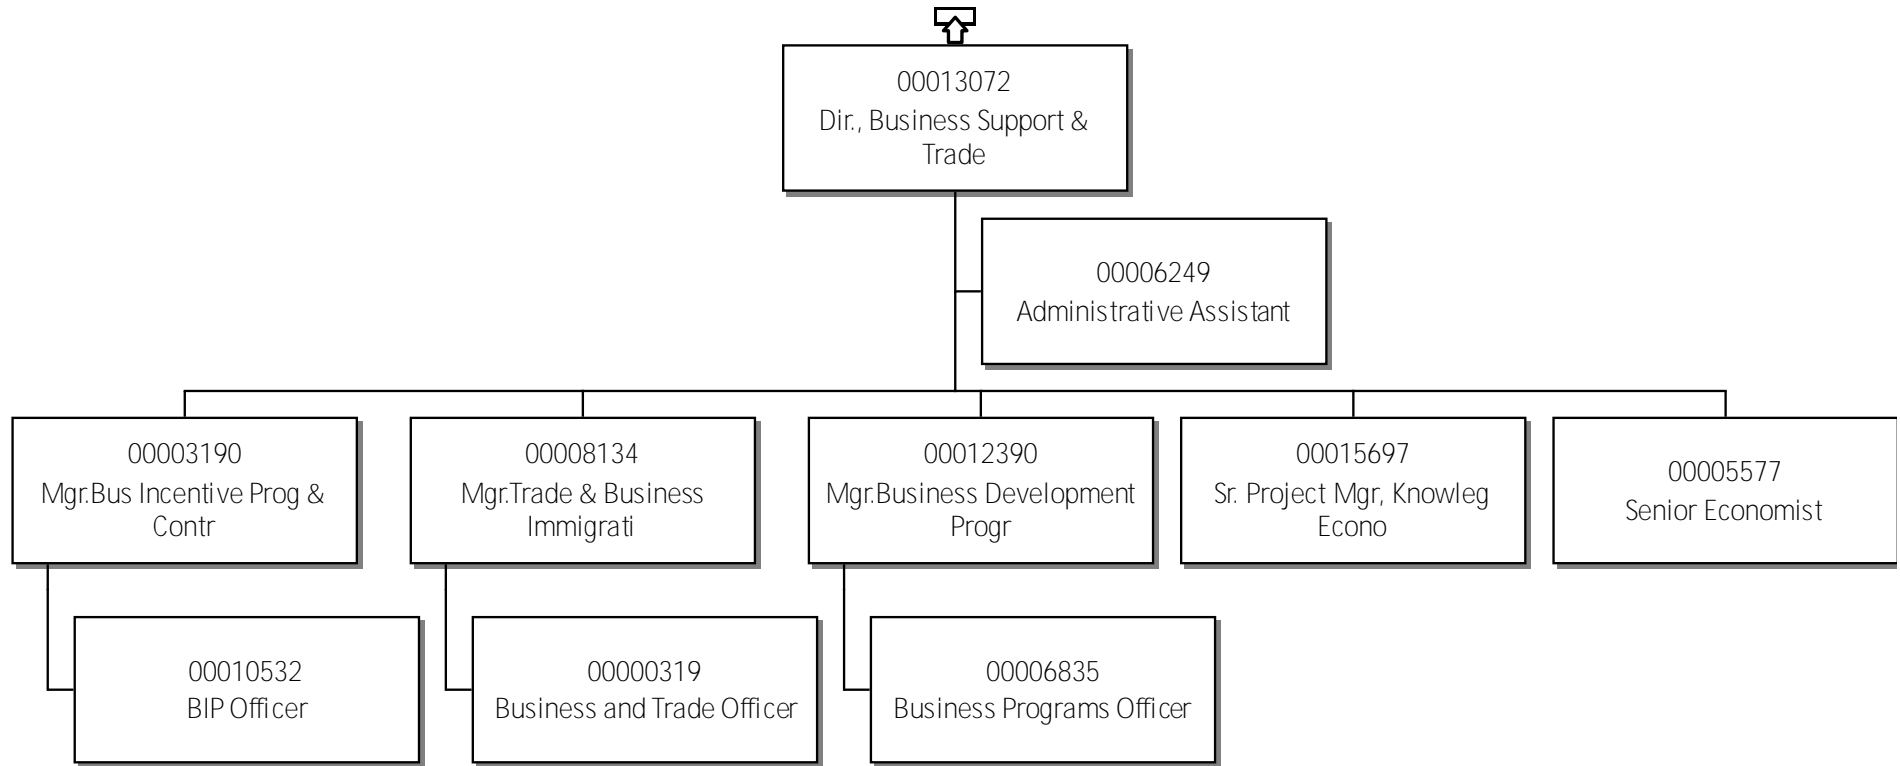 00013072
Dir., Business Support &
Trade
00006249
Administrative Assistant
00003190
Mgr.Bus Incentive Prog &
Contr
00008134
Mgr.Trade & Business
Immigrati
00012390
Mgr.Business Development
Progr
00015697
Sr. Project Mgr, Knowleg
Econo
00005577
Senior Economist
00010532
BIP Officer
00000319
Business and Trade Officer
00006835
Business Programs Officer